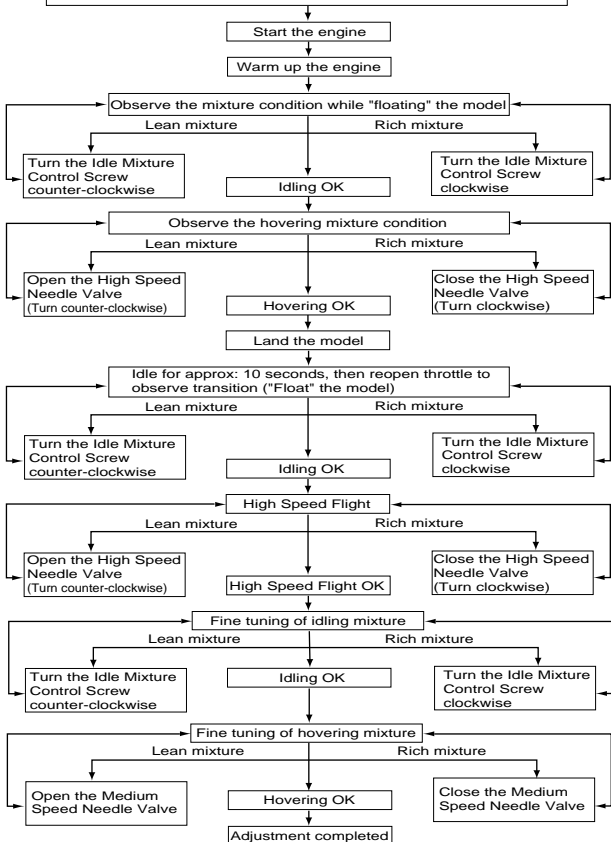 Start the engine
Warm up the engine
Observe the mixture condition while "floating" the model
Lean mixture
Rich mixture
Turn the Idle Mixture
Control Screw
counter-clockwise
Turn the Idle Mixture
Control Screw
clockwise
Idling OK
Observe the hovering mixture condition
Lean mixture
Rich mixture
Open the High Speed
Needle Valve
(Turn counter-clockwise)
Close the High Speed
Needle Valve
(Turn clockwise)
Hovering OK
Land the model
Idle for approx: 10 seconds, then reopen throttle to
observe transition ("Float" the model)
Lean mixture
Rich mixture
Turn the Idle Mixture
Control Screw
counter-clockwise
Turn the Idle Mixture
Control Screw
clockwise
Idling OK
High Speed Flight
Lean mixture
Rich mixture
Open the High Speed
Needle Valve
(Turn counter-clockwise)
Close the High Speed
Needle Valve
(Turn clockwise)
High Speed Flight OK
Fine tuning of idling mixture
Lean mixture
Rich mixture
Turn the Idle Mixture
Control Screw
counter-clockwise
Turn the Idle Mixture
Control Screw
clockwise
Idling OK
Fine tuning of hovering mixture
Lean mixture
Rich mixture
Open the Medium
Speed Needle Valve
Close the Medium
Speed Needle Valve
Hovering OK
Adjustment completed